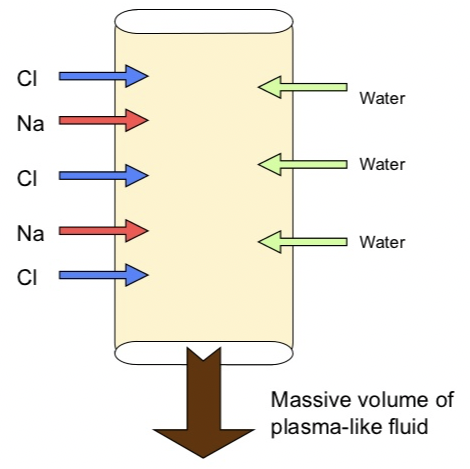 Cl
Water
Na
Water
Cl
Na
Water
Cl
Massive volume of
plasma-like fluid